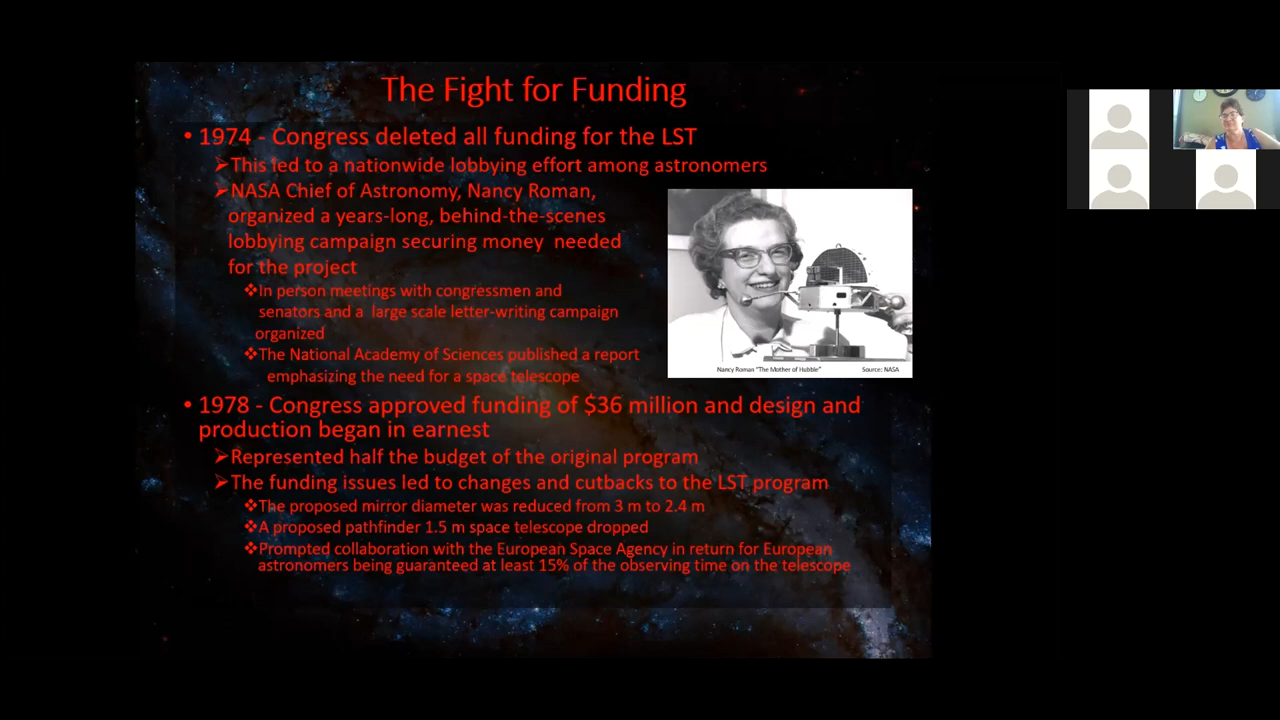 The Fight for Funding
• 1974 - Congress deleted all funding for the LST
➢This led to a nationwide lobbying effort among astronomers
➢NASA Chief of Astronomy, Nancy Roman,
organized a years-long, behind-the-scenes
lobbying campaign securing money needed
for the project
❖In person meetings with congressmen and
senators and a large scale letter-writing campaign
organized
❖The National Academy of Sciences published a report
emphasizing the need for a space telescope
Nancy Roman "The Mother of Hubble" Source: NASA
• 1978 - Congress approved funding of $36 million and design and
production began in earnest
➢Represented half the budget of the original program
➢The funding issues led to changes and cutbacks to the LST program
❖The proposed mirror diameter was reduced from 3 m to 2.4 m
❖A proposed pathfinder 1.5 m space telescope dropped
❖Prompted collaboration with the European Space Agency in return for European
astronomers being guaranteed at least 15% of the observing time on the telescope